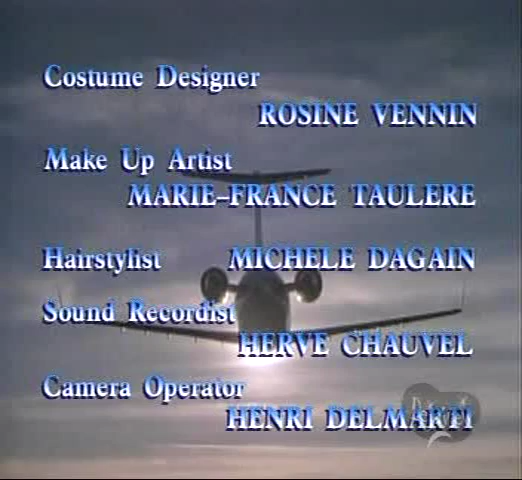 Costume Designer
ROSINE VENNIN
Make Up Artist
MARIE-FRANCE TAULERE
Hairstylist MICHELE DAGAIN
Sound Recordist
HERVE CHAUVEL
Camera Operator
HENRI DELMARTI